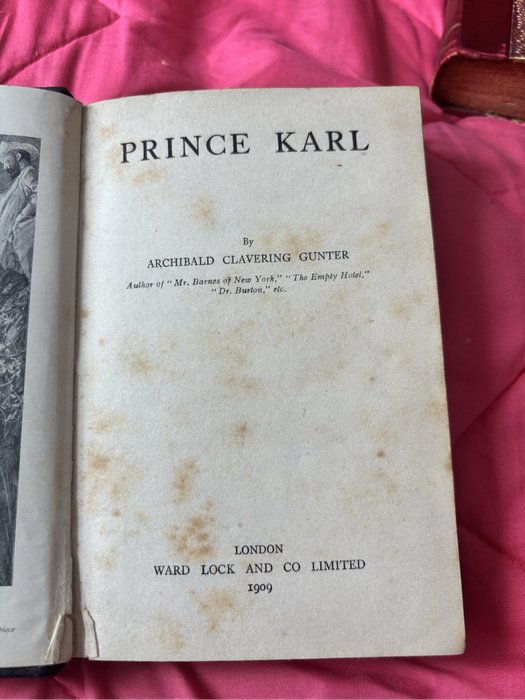 PRINCE KARL
By
ARCHIBALD CLAVERING GUNTER
Author of "Mr. Barnes of New York," "The Empty Hotel,"
"Dr. Burton," etc.
LONDON
WARD LOCK AND CO LIMITED
1909